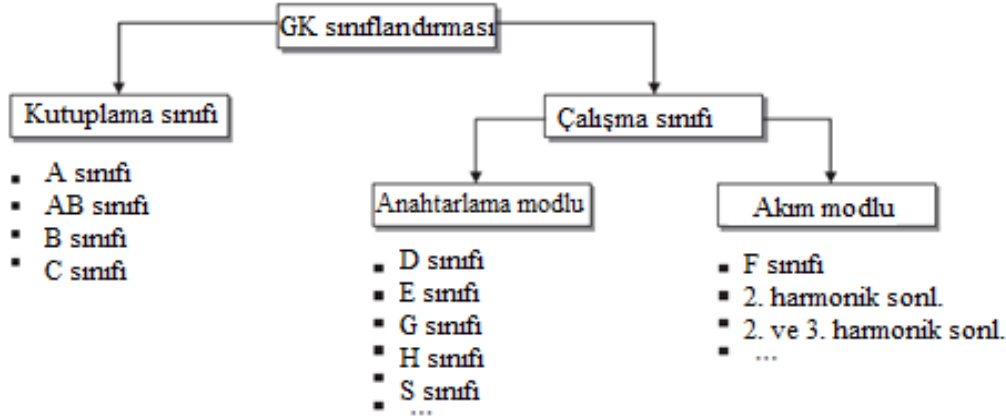 GK sınıflandırması
Kutuplama sınıfı
A sınıfı
AB sınıfı
B sınıfı
C sınıfı
Çalışma sınıfı
Anahtarlama modlu
D sınıfı
E sınıfı
G sınıfı
H sınıfı
S sınıfı
...
Akım modlu
F sınıfı
2. harmonik sonl.
2. ve 3. harmonik sonl.
...